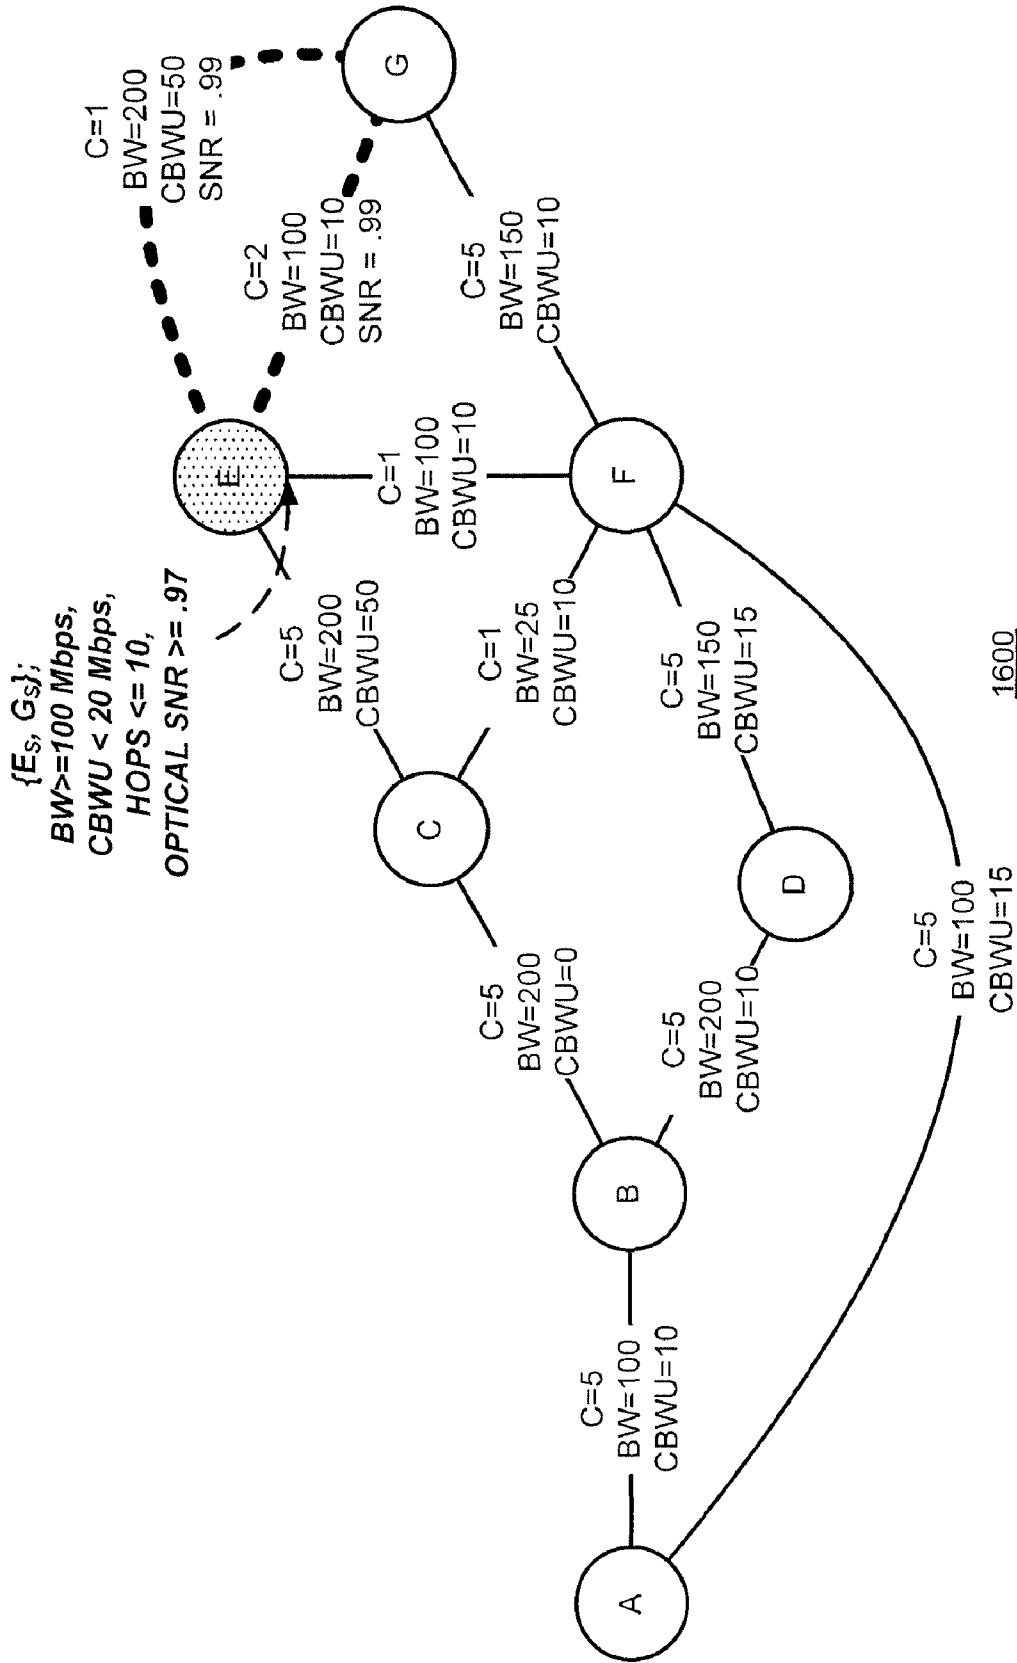 {E_S, G_S};
BW>=100 Mbps,
CBWU < 20 Mbps,
HOPS <= 10,
OPTICAL SNR >= .97
C=1
BW=200
CBWU=50
SNR = .99
C=2
BW=100
CBWU=10
SNR = .99
G
E
C=5
BW=150
CBWU=10
C=1
BW=100
CBWU=10
F
C=5
BW=200
CBWU=50
C=1
BW=25
CBWU=10
C=5
BW=150
CBWU=15
C
D
C=5
BW=200
CBWU=0
C=5
BW=200
CBWU=10
B
C=5
BW=100
CBWU=15
C=5
BW=100
CBWU=10
A
1600